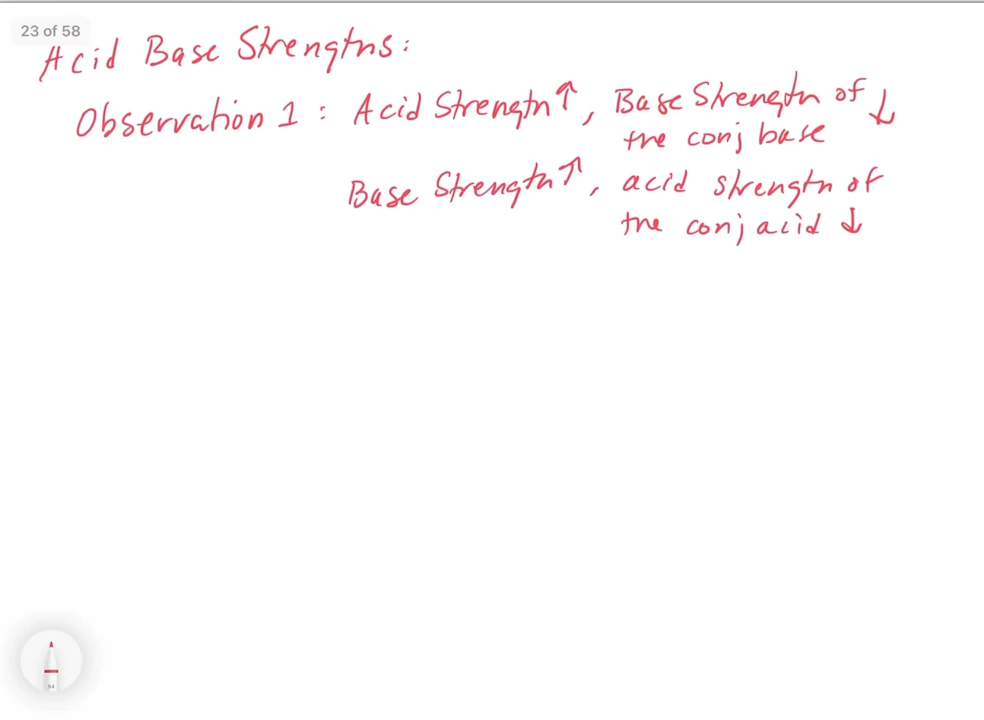 23 of 58
Acid Base Strengths:
Observation 1: Acid Strength ↑, Base Strength of the conj base ↓
Base Strength ↑, acid strength of the conj acid ↓